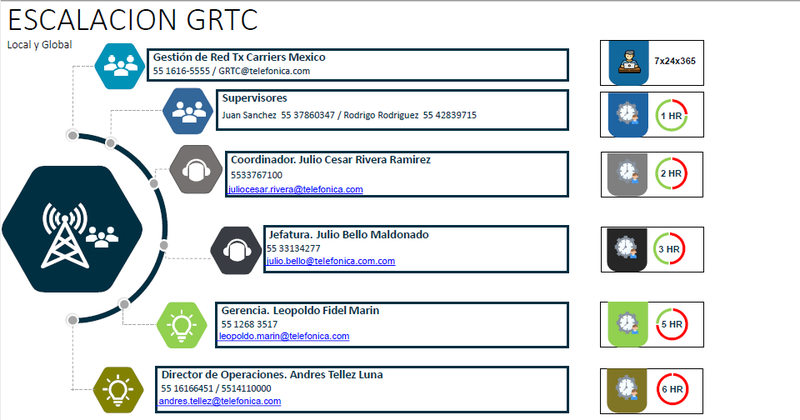 ESCALACION GRTC
Local y Global
Gestión de Red Tx Carriers Mexico
55 1616-5555 / GRTC@telefonica.com
7x24x365
Supervisores
Juan Sanchez 55 37860347 / Rodrigo Rodriguez 55 42839715
1 HR
Coordinador. Julio Cesar Rivera Ramirez
5533767100
juliocesar.rivera@telefonica.com
2 HR
Jefatura. Julio Bello Maldonado
55 33134277
julio.bello@telefonica.com.com
3 HR
Gerencia. Leopoldo Fidel Marin
55 1268 3517
leopoldo.marin@telefonica.com
5 HR
Director de Operaciones. Andres Tellez Luna
55 16166451 / 5514110000
andres.tellez@telefonica.com
6 HR